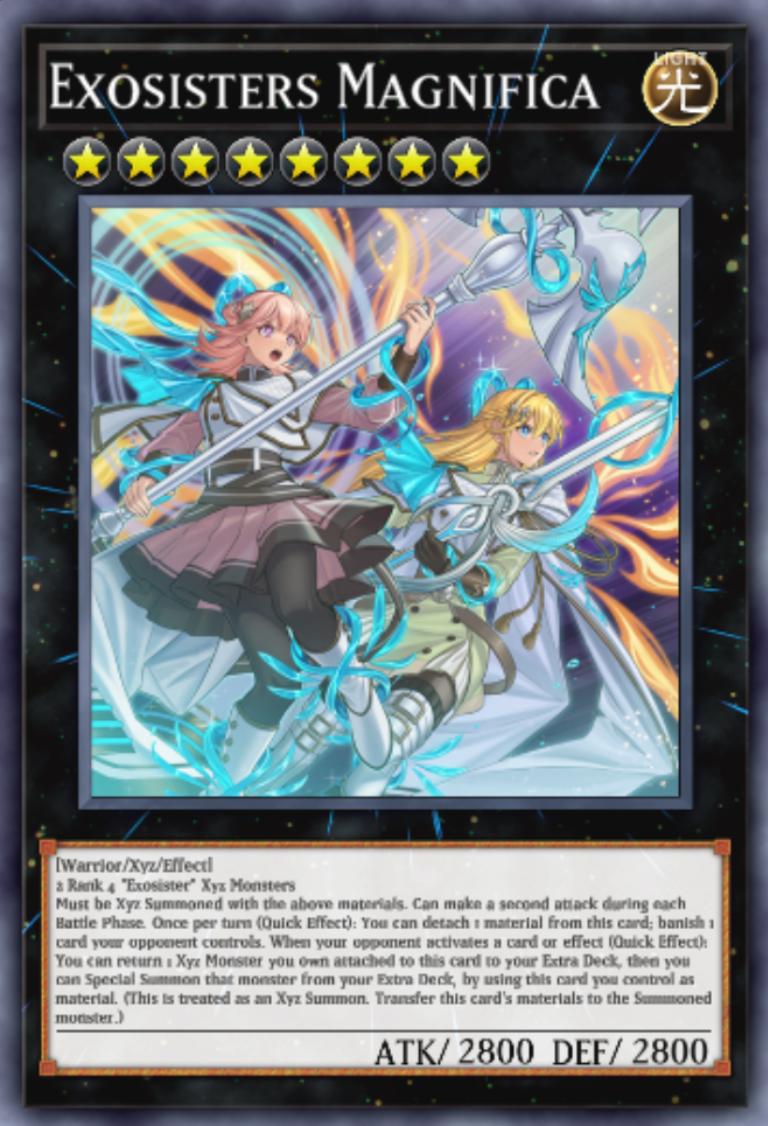 EXOSISTERS MAGNIFICA
LIGHT
光
[Warrior/Xyz/Effect]
2 Rank 4 "Exosister" Xyz Monsters
Must be Xyz Summoned with the above materials. Can make a second attack during each
Battle Phase. Once per turn (Quick Effect): You can detach 1 material from this card; banish 1
card your opponent controls. When your opponent activates a card or effect (Quick Effect):
You can return 1 Xyz Monster you own attached to this card to your Extra Deck, then you
can Special Summon that monster from your Extra Deck, by using this card you control as
material. (This is treated as an Xyz Summon. Transfer this card's materials to the Summoned
monster.)
ATK/ 2800 DEF/ 2800